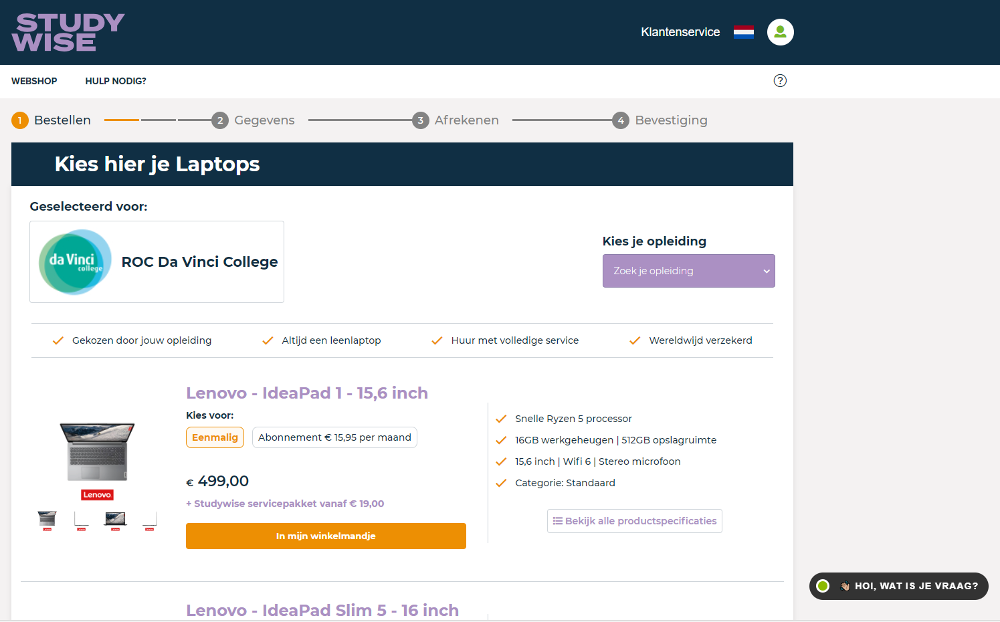 STUDY
WISE
Klantenservice
WEBSHOP
HULP NODIG?
?
1 Bestellen
2 Gegevens
3 Afrekenen
4 Bevestiging
Kies hier je Laptops
Geselecteerd voor:
da Vinci
college
ROC Da Vinci College
Kies je opleiding
Zoek je opleiding
Gekozen door jouw opleiding
Altijd een leenlaptop
Huur met volledige service
Wereldwijd verzekerd
Lenovo - IdeaPad 1 - 15,6 inch
Kies voor:
Eenmalig
Abonnement € 15,95 per maand
€ 499,00
+ Studywise servicepakket vanaf € 19,00
In mijn winkelmandje
Lenovo
Snelle Ryzen 5 processor
16GB werkgeheugen | 512GB opslagruimte
15,6 inch | Wifi 6 | Stereo microfoon
Categorie: Standaard
Bekijk alle productspecificaties
HOI, WAT IS JE VRAAG?
Lenovo - IdeaPad Slim 5 - 16 inch